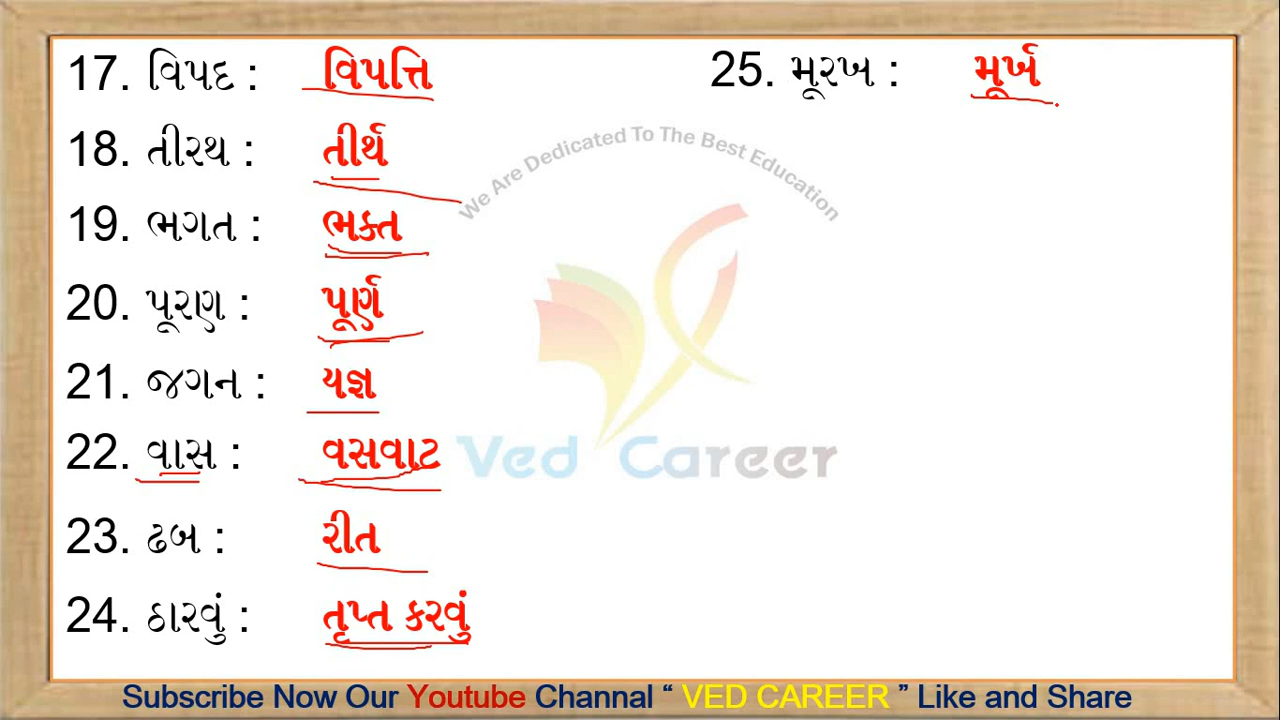 17. વિપદ : વિપત્તિ
18. તીરથ : તીર્થ
19. ભગત : ભક્ત
20. પૂરણ : પૂર્ણ
21. જગન : યજ્ઞ
22. વાસ : વસવાટ
23. ઢબ : રીત
24. ઠારવું : તૃપ્ત કરવું
25. મૂરખ : મૂર્ખ
We Are Dedicated To The Best Education
Ved Career
Subscribe Now Our Youtube Channal “ VED CAREER ” Like and Share